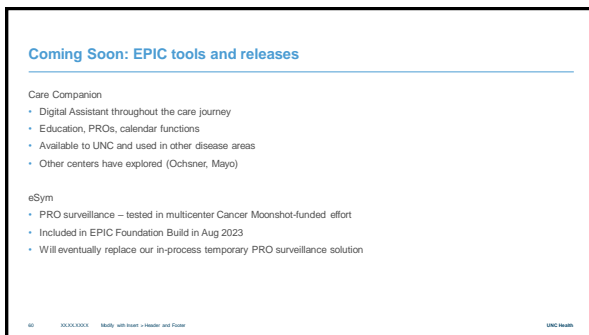 Coming Soon: EPIC tools and releases
Care Companion
• Digital Assistant throughout the care journey
• Education, PROs, calendar functions
• Available to UNC and used in other disease areas
• Other centers have explored (Ochsner, Mayo)
eSym
• PRO surveillance – tested in multicenter Cancer Moonshot-funded effort
• Included in EPIC Foundation Build in Aug 2023
• Will eventually replace our in-process temporary PRO surveillance solution
60 XX.XX.XXXX Modify with Insert > Header and Footer UNC Health